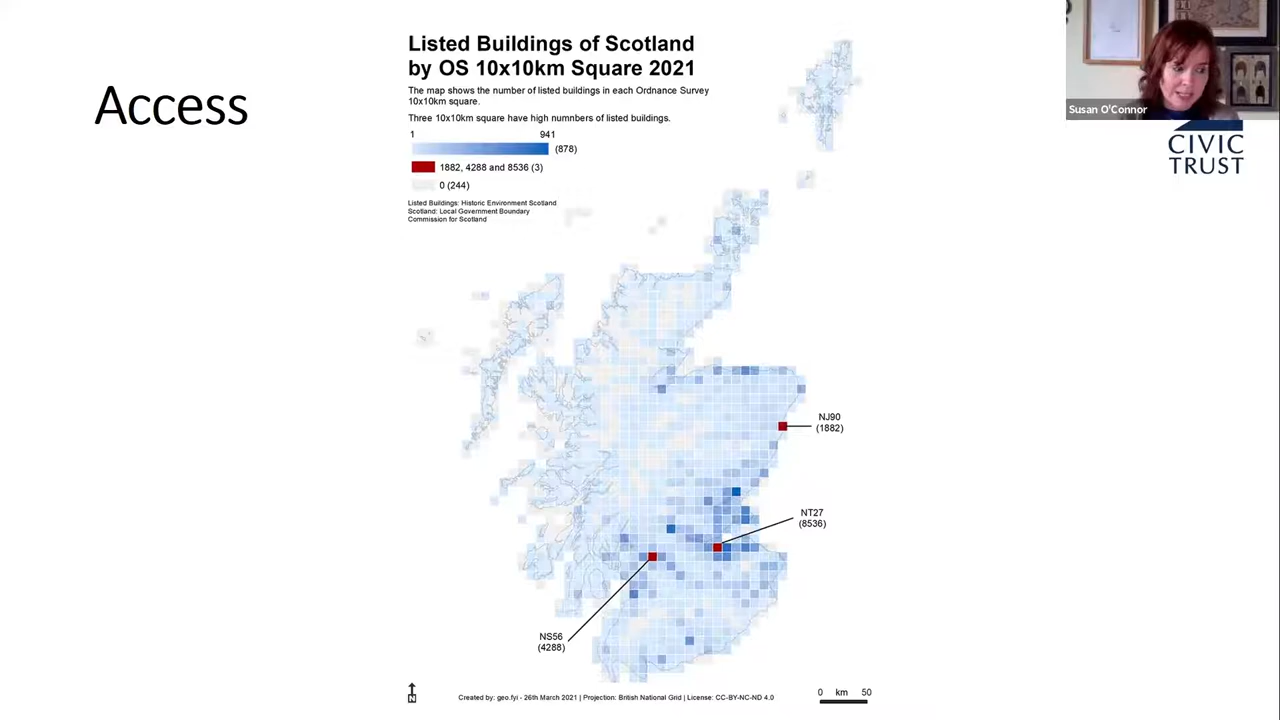 Access
Listed Buildings of Scotland
by OS 10x10km Square 2021
The map shows the number of listed buildings in each Ordnance Survey
10x10km square.
Three 10x10km square have high numnbers of listed buildings.
1 941
(878)
1882, 4288 and 8536 (3)
0 (244)
Listed Buildings: Historic Environment Scotland
Scotland: Local Government Boundary
Commission for Scotland
Susan O'Connor
CIVIC
TRUST
NJ90
(1882)
NT27
(8536)
NS56
(4288)
N
Created by: geo.fyi - 26th March 2021 | Projection: British National Grid | License: CC-BY-NC-ND 4.0
0 km 50